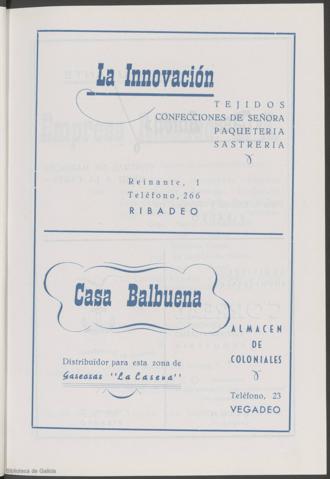 La Innovación
TEJIDOS
CONFECCIONES DE SEÑORA
PAQUETERIA
SASTRERIA
Reinante, 1
Teléfono, 266
RIBADEO
Casa Balbuena
ALMACEN
DE
COLONIALES
Distribuidor para esta zona de
Gaseosas "La Casera"
Teléfono, 23
VEGADEO
Biblioteca de Galicia